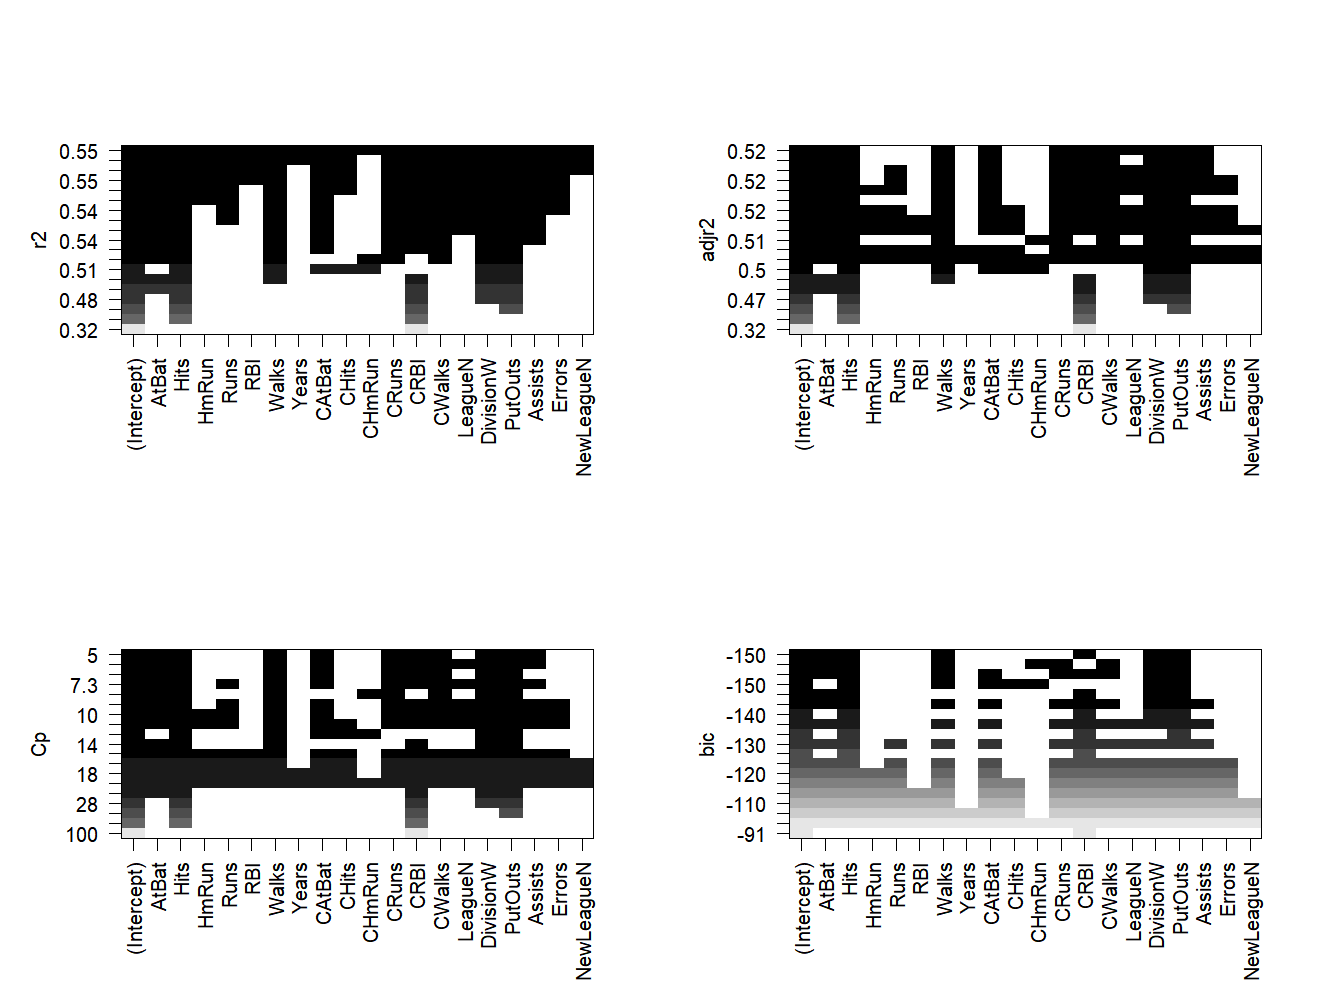 r2
0.55
0.55
0.54
0.54
0.51
0.48
0.32
(Intercept)
AtBat
Hits
HmRun
Runs
RBI
Walks
Years
CAtBat
CHits
CHmRun
CRuns
CRBI
CWalks
LeagueN
DivisionW
PutOuts
Assists
Errors
NewLeagueN
adjr2
0.52
0.52
0.52
0.51
0.5
0.47
0.32
(Intercept)
AtBat
Hits
HmRun
Runs
RBI
Walks
Years
CAtBat
CHits
CHmRun
CRuns
CRBI
CWalks
LeagueN
DivisionW
PutOuts
Assists
Errors
NewLeagueN
Cp
5
7.3
10
14
18
28
100
(Intercept)
AtBat
Hits
HmRun
Runs
RBI
Walks
Years
CAtBat
CHits
CHmRun
CRuns
CRBI
CWalks
LeagueN
DivisionW
PutOuts
Assists
Errors
NewLeagueN
bic
-150
-150
-140
-130
-120
-110
-91
(Intercept)
AtBat
Hits
HmRun
Runs
RBI
Walks
Years
CAtBat
CHits
CHmRun
CRuns
CRBI
CWalks
LeagueN
DivisionW
PutOuts
Assists
Errors
NewLeagueN